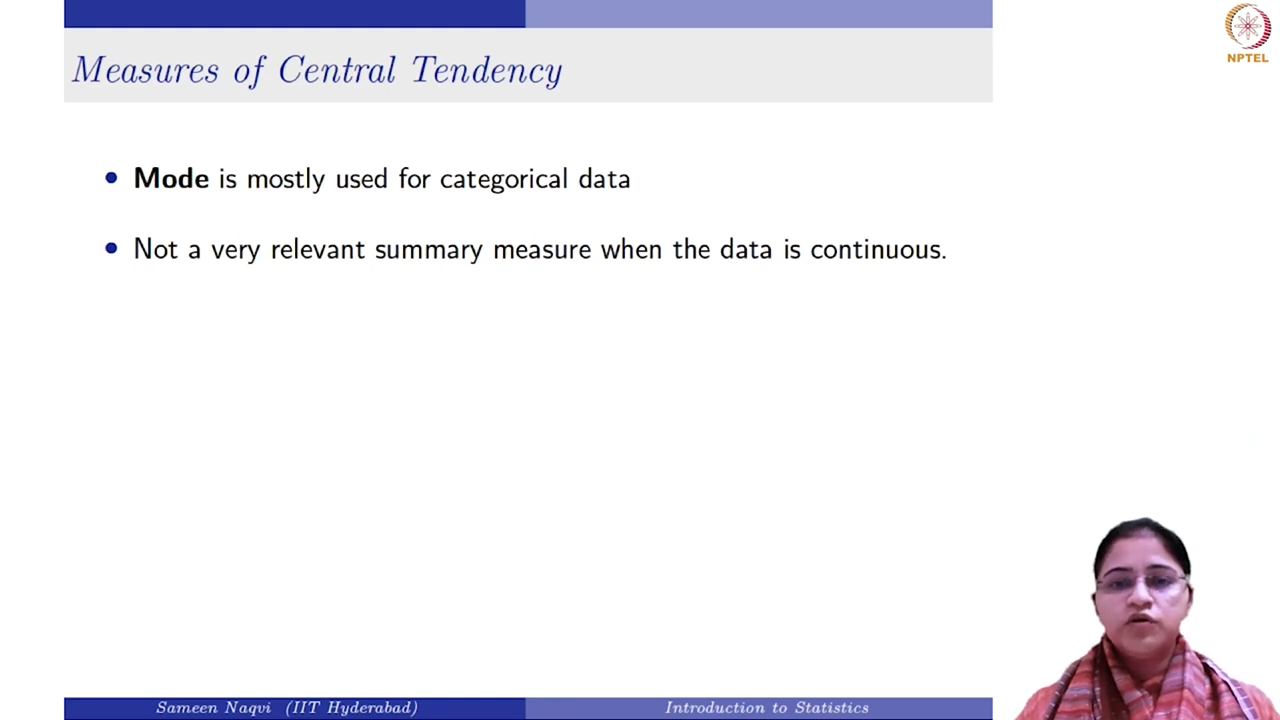 NPTEL
Measures of Central Tendency
• Mode is mostly used for categorical data
• Not a very relevant summary measure when the data is continuous.
Sameen Naqvi (IIT Hyderabad) Introduction to Statistics